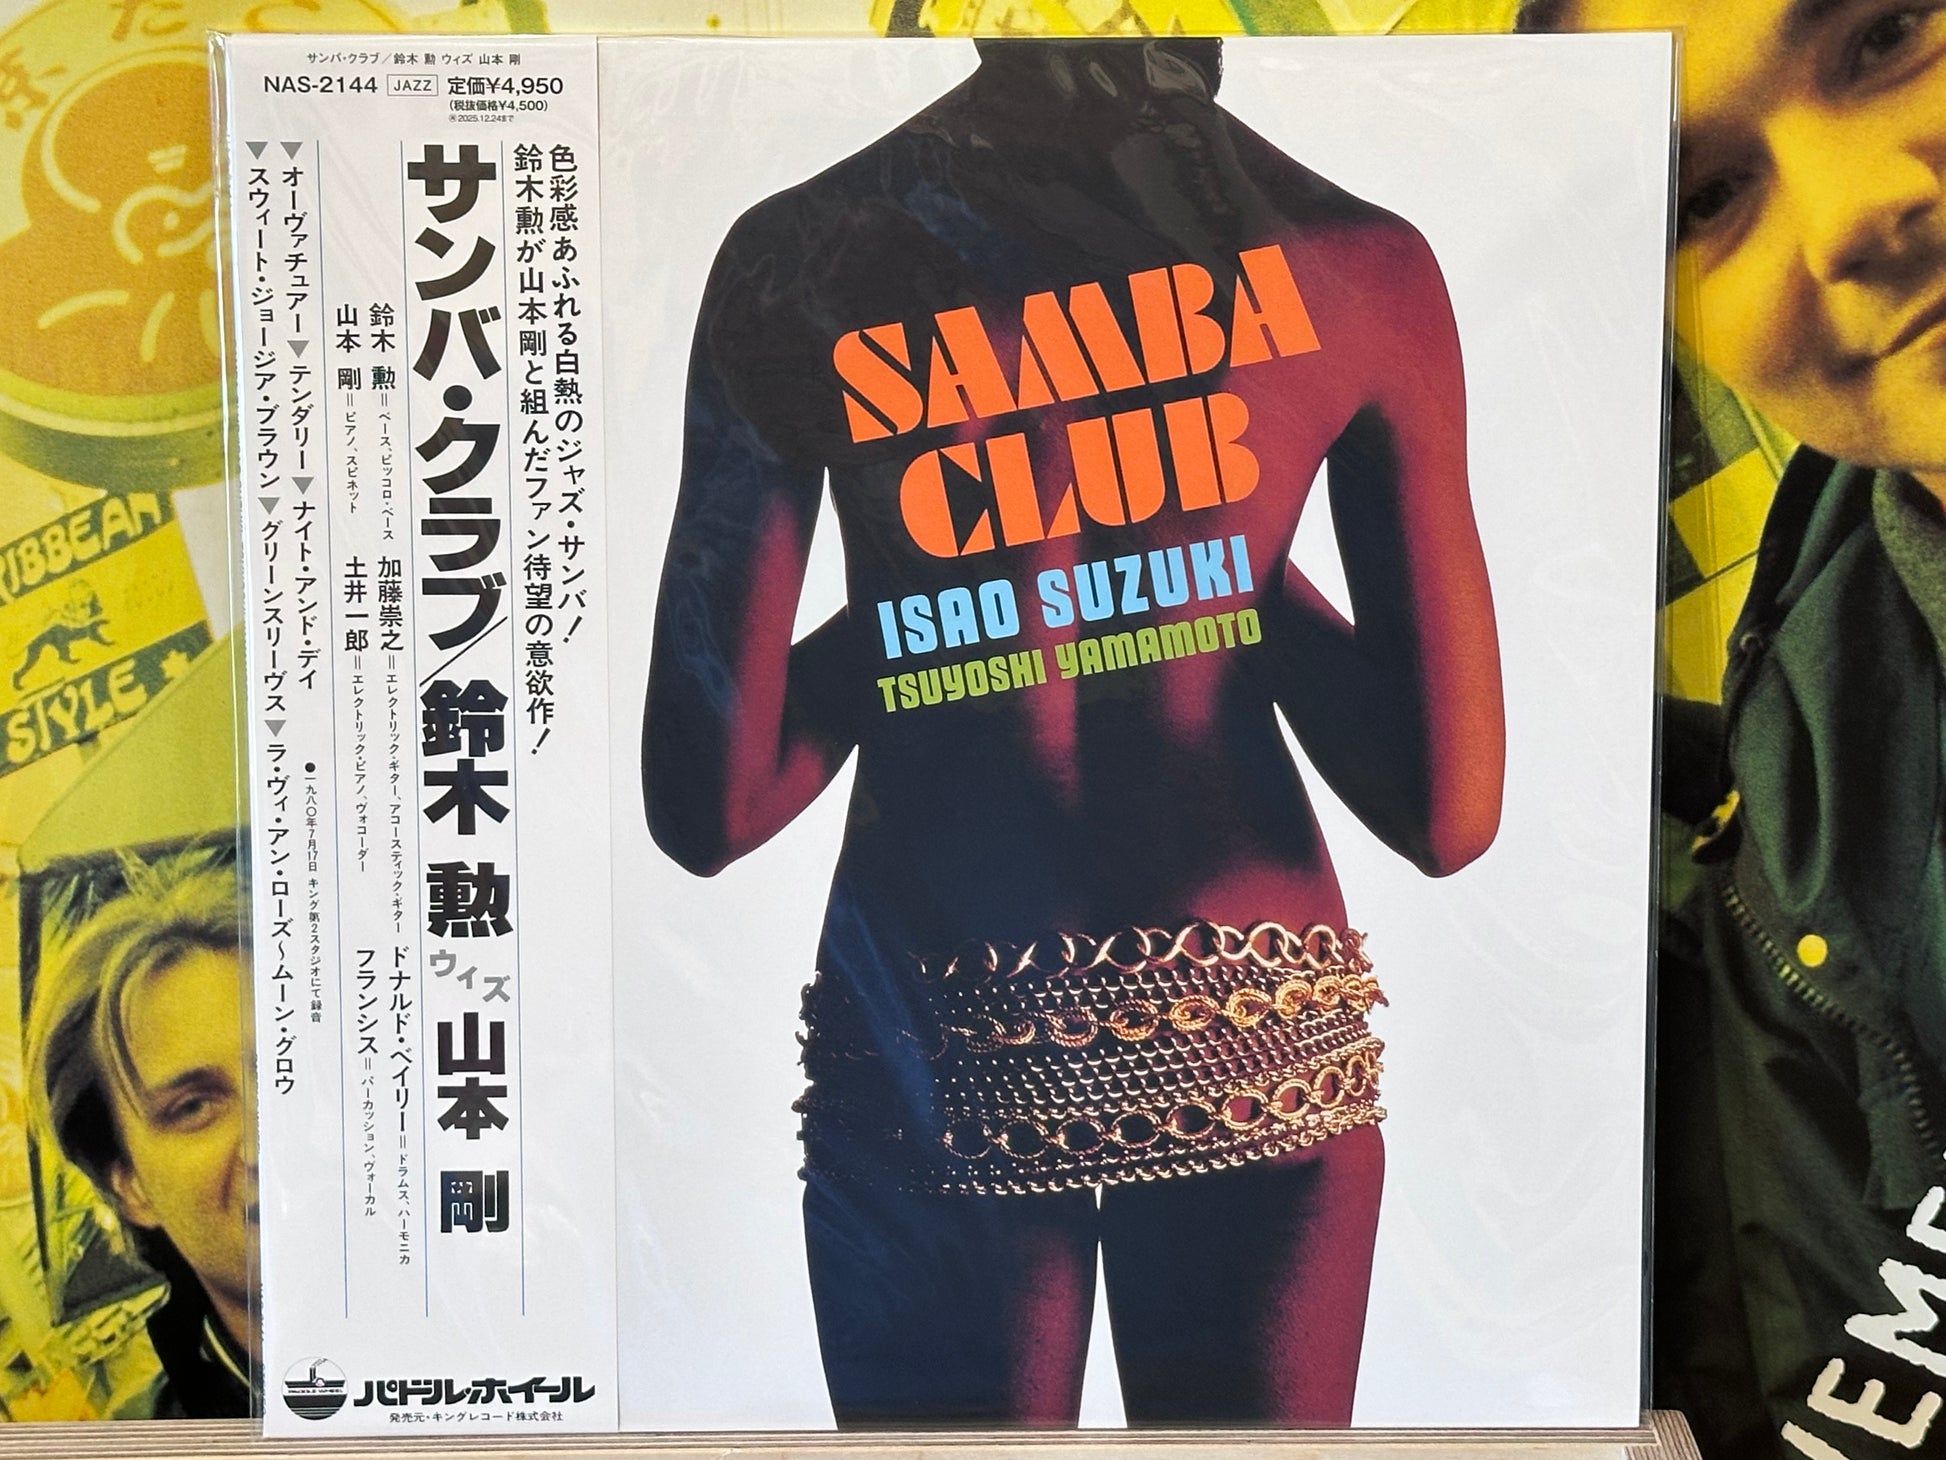 サンバ・クラブ／鈴木 勲 ウィズ 山本 剛
NAS-2144 JAZZ 定価¥4,950
(税抜価格¥4,500)
2025.12.24まで
色彩感あふれる白熱のジャズ・サンバ！
鈴木勲が山本剛と組んだファン待望の意欲作！
サンバ・クラブ／鈴木 勲 ウィズ 山本 剛
鈴木 勲＝ベース、ピッコロ・ベース 加藤崇之＝エレクトリック・ギター、アコースティック・ギター ドナルド・ベイリー＝ドラムス、ハーモニカ
山本 剛＝ピアノ、スピネット 土井一郎＝エレクトリック・ピアノ、ヴォコーダー フランシス＝パーカッション、ヴォーカル
▼オーヴァチュアー▼テンダリー▼ナイト・アンド・デイ
●一九八〇年7月17日 キング第2スタジオにて録音
▼スウィート・ジョージア・ブラウン▼グリーンスリーヴス▼ラ・ヴィ・アン・ローズ〜ムーン・グロウ
PADDLE WHEEL
パドル・ホイール
発売元・キングレコード株式会社
SAMBA
CLUB
ISAO SUZUKI
TSUYOSHI YAMAMOTO
IBBEAN
STYLE